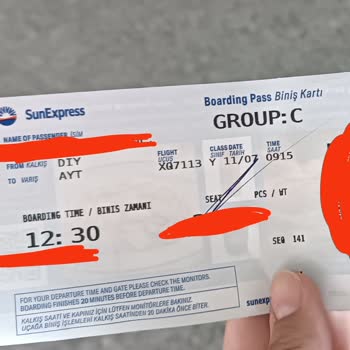 SunExpress
Boarding Pass Biniş Kartı
GROUP:C
NAME OF PASSENGER İSİM
FROM KALKIŞ DIY
TO VARIŞ AYT
FLIGHT UÇUŞ XQ7113
CLASS SINIF Y
DATE TARİH 11/07
TIME SAAT 0915
BOARDING TIME / BINIS ZAMANI
12:30
SEAT
PCS / WT
SEQ 141
FOR YOUR DEPARTURE TIME AND GATE PLEASE CHECK THE MONITORS.
BOARDING FINISHES 20 MINUTES BEFORE DEPARTURE TIME.
KALKIŞ SAATİ VE KAPINIZ İÇİN LÜTFEN MONİTÖRLERE BAKINIZ.
UÇAĞA BİNİŞ İŞLEMLERİ KALKIŞ SAATİNDEN 20 DAKİKA ÖNCE BİTER.
sunexpre